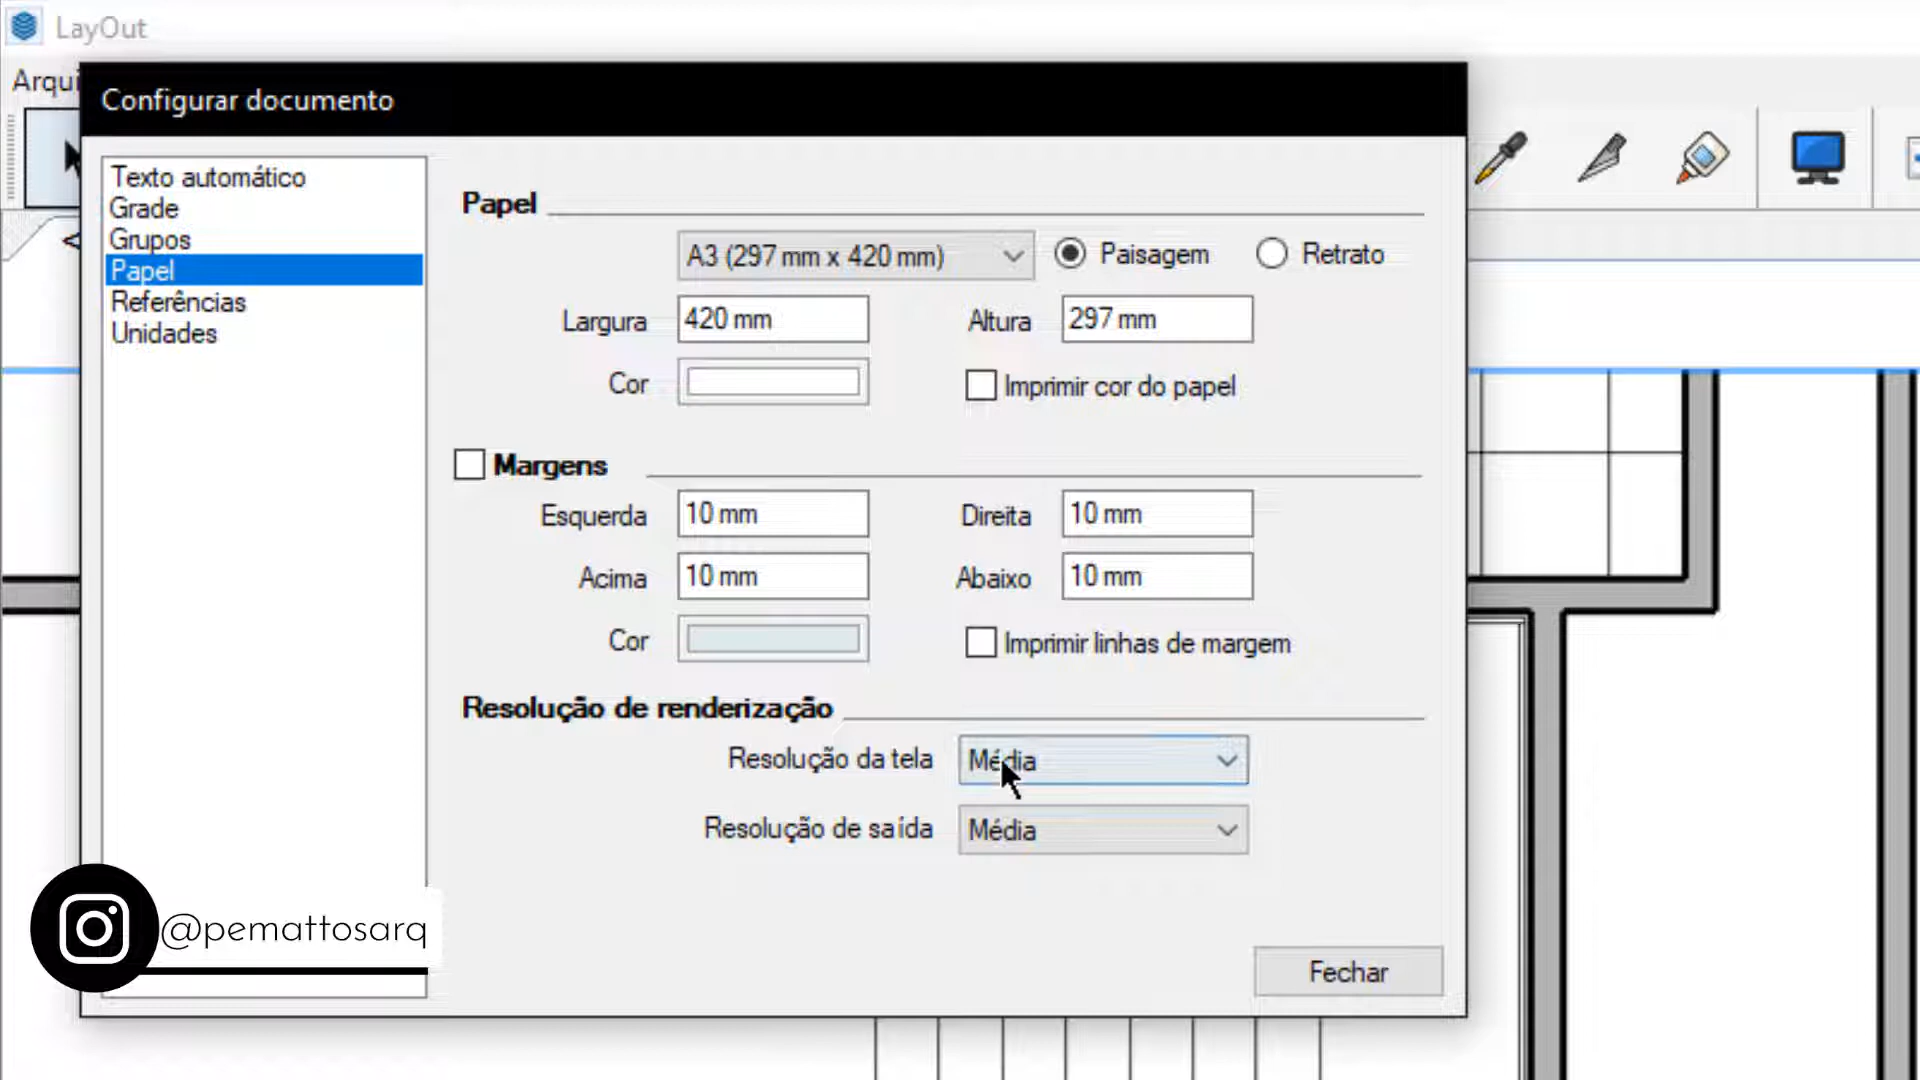 LayOut
Arqui
Configurar documento
Texto automático
Grade
Grupos
Papel
Referências
Unidades
Papel
A3 (297 mm x 420 mm)
Paisagem
Retrato
Largura
420 mm
Altura
297 mm
Cor
Imprimir cor do papel
Margens
Esquerda
10 mm
Direita
10 mm
Acima
10 mm
Abaixo
10 mm
Cor
Imprimir linhas de margem
Resolução de renderização
Resolução da tela
Média
Resolução de saída
Média
@pemattosarq
Fechar